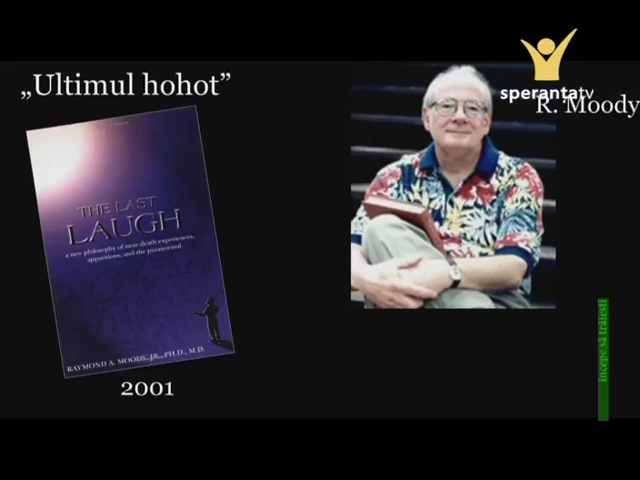 „Ultimul hohot”
sperantatv
R. Moody
THE LAST
LAUGH
a new philosophy of near-death experiences,
apparitions, and the paranormal
RAYMOND A. MOODY, JR., PH.D., M.D.
2001
începe să trăiești